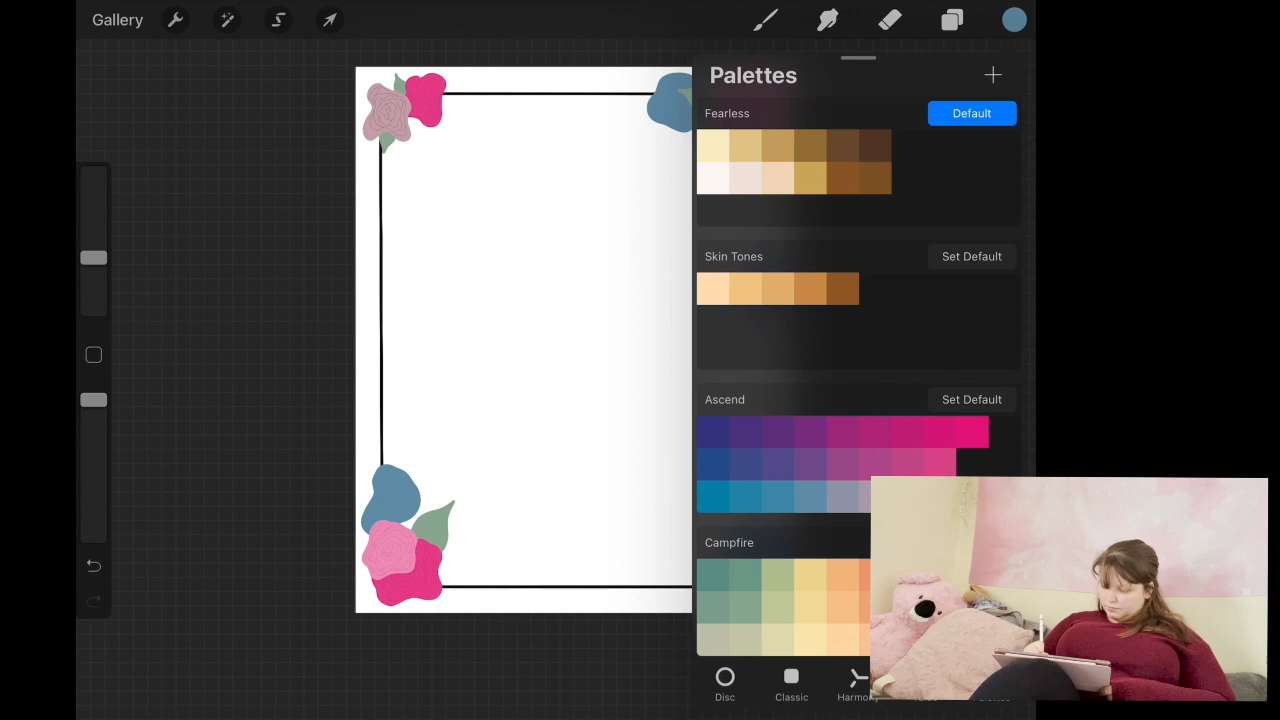 Gallery
Palettes
Fearless
Default
Skin Tones
Set Default
Ascend
Set Default
Campfire
Disc
Classic
Harmony